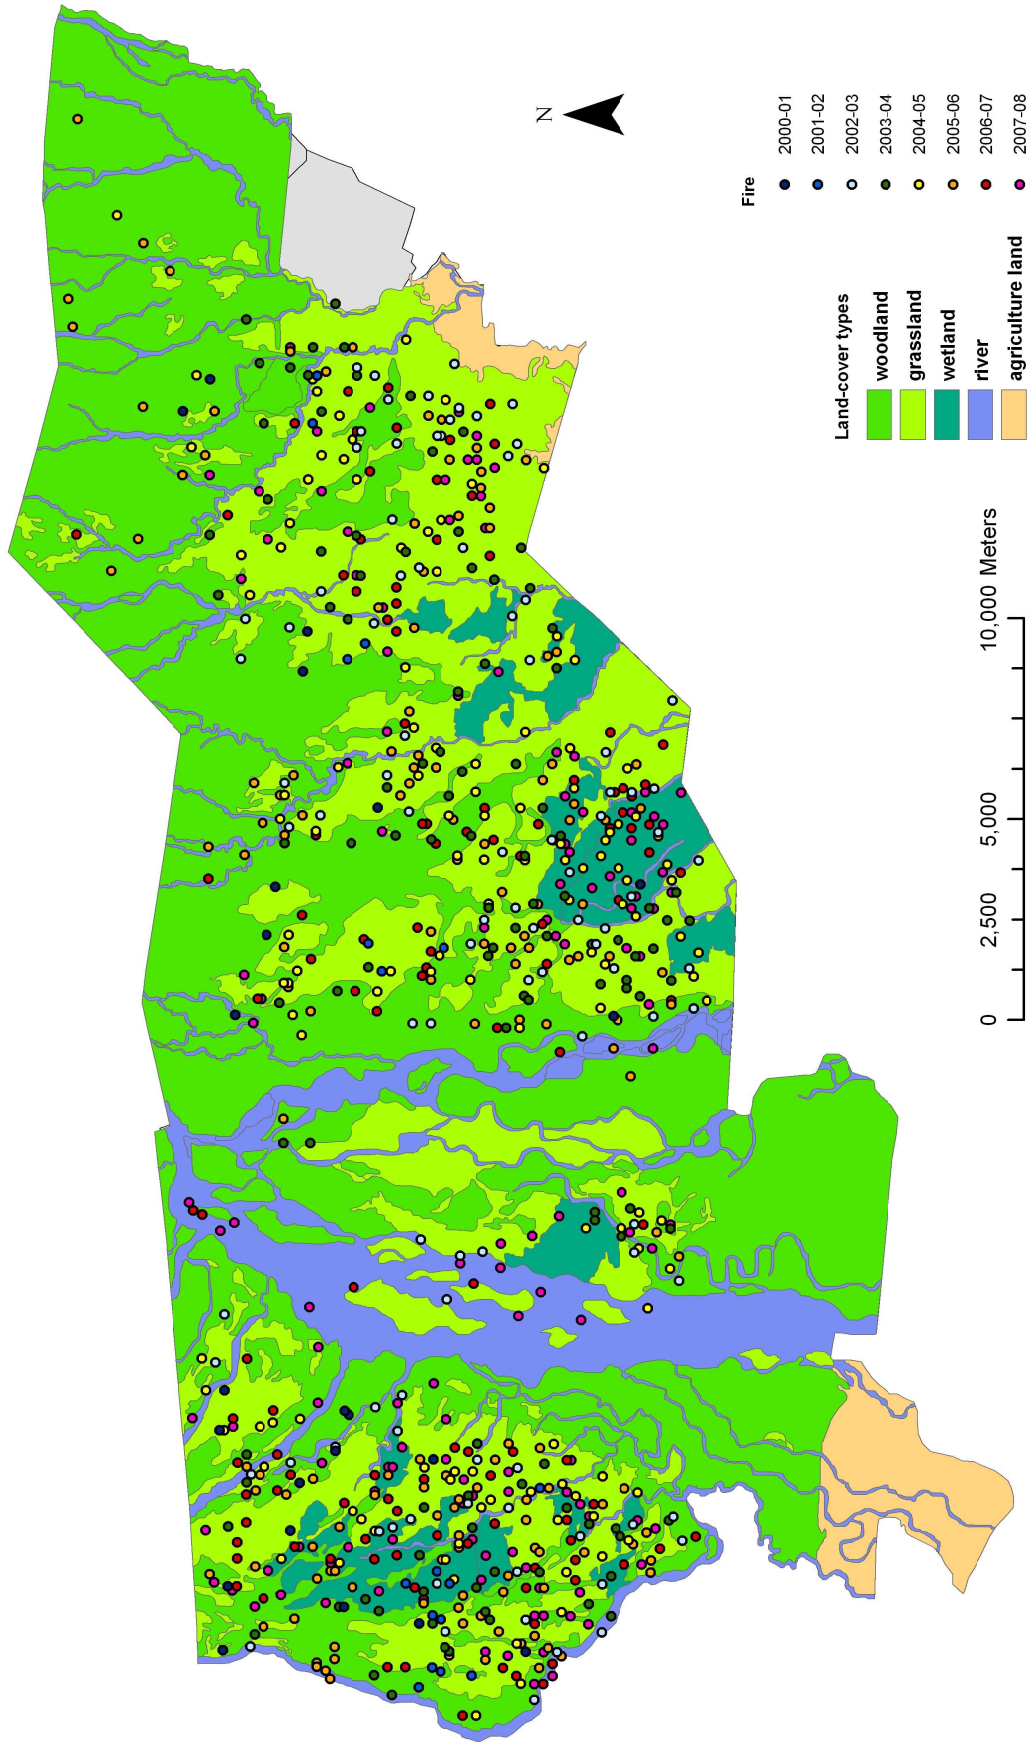 N
Fire
2000-01
2001-02
2002-03
2003-04
2004-05
2005-06
2006-07
2007-08
Land-cover types
woodland
grassland
wetland
river
agriculture land
0 2,500 5,000 10,000 Meters